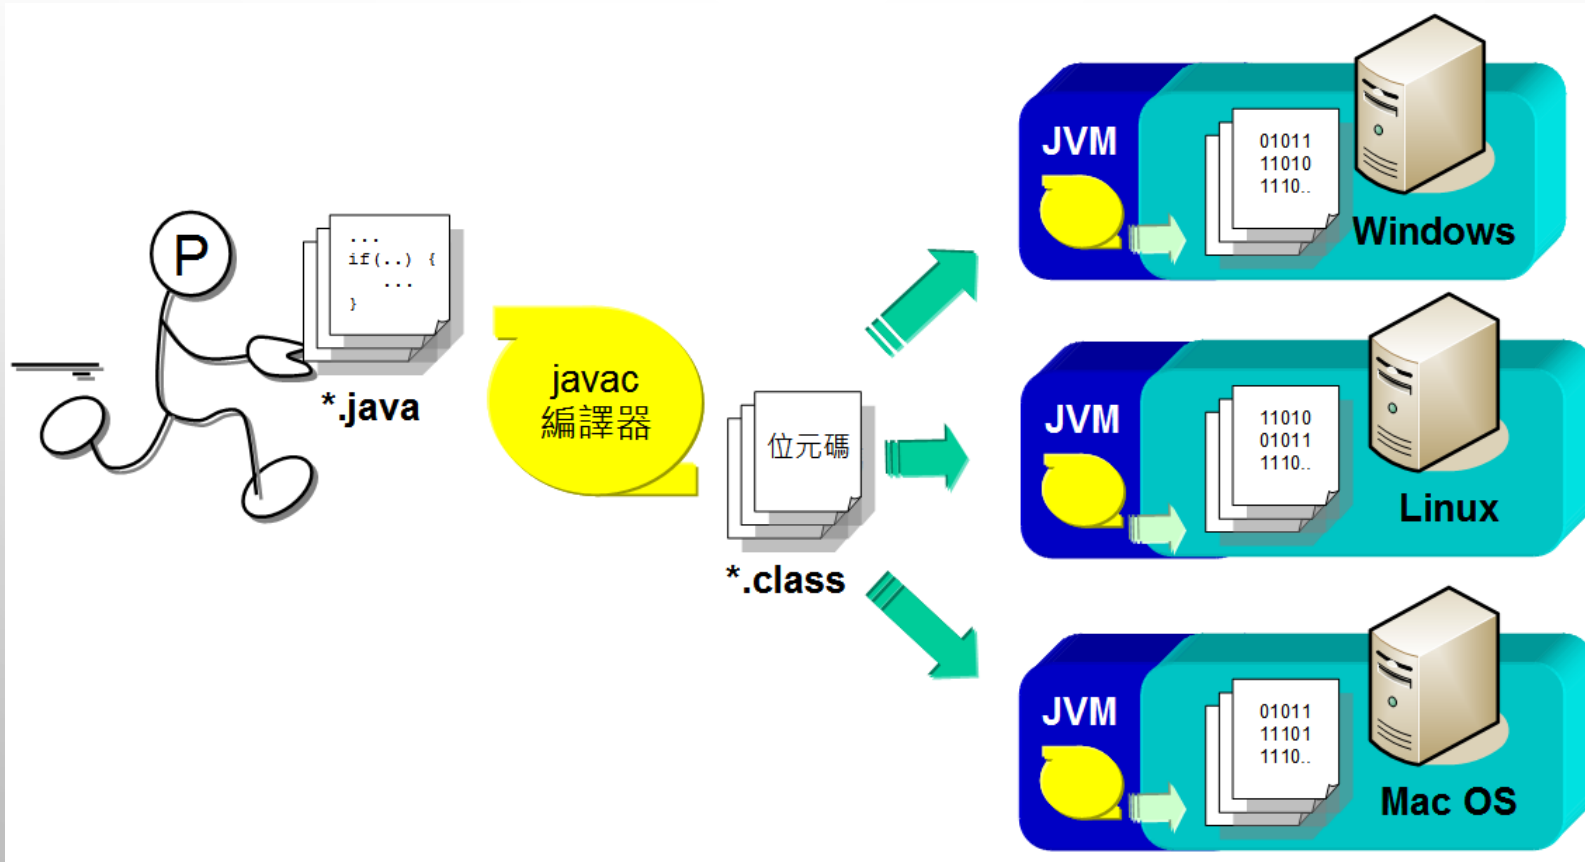 P
...
if(..) {
...
}
*.java
javac
編譯器
位元碼
*.class
JVM
01011
11010
1110..
Windows
JVM
11010
01011
1110..
Linux
JVM
01011
11101
1110..
Mac OS